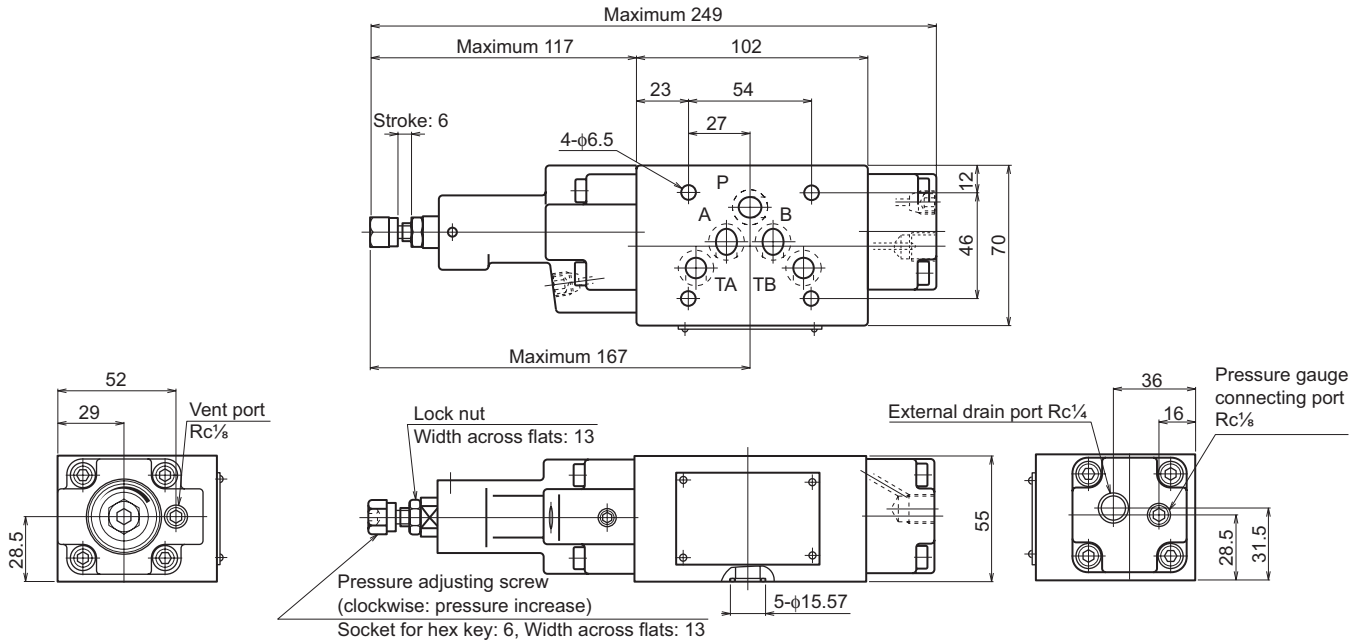 Maximum 249
Maximum 117
102
23
54
Stroke: 6
27
4-ϕ6.5
P
A
B
TA
TB
12
46
70
Maximum 167
52
29
Vent port
Rc⅛
28.5
Lock nut
Width across flats: 13
Pressure adjusting screw
(clockwise: pressure increase)
Socket for hex key: 6, Width across flats: 13
5-ϕ15.57
55
External drain port Rc¼
36
16
Pressure gauge
connecting port
Rc⅛
28.5
31.5